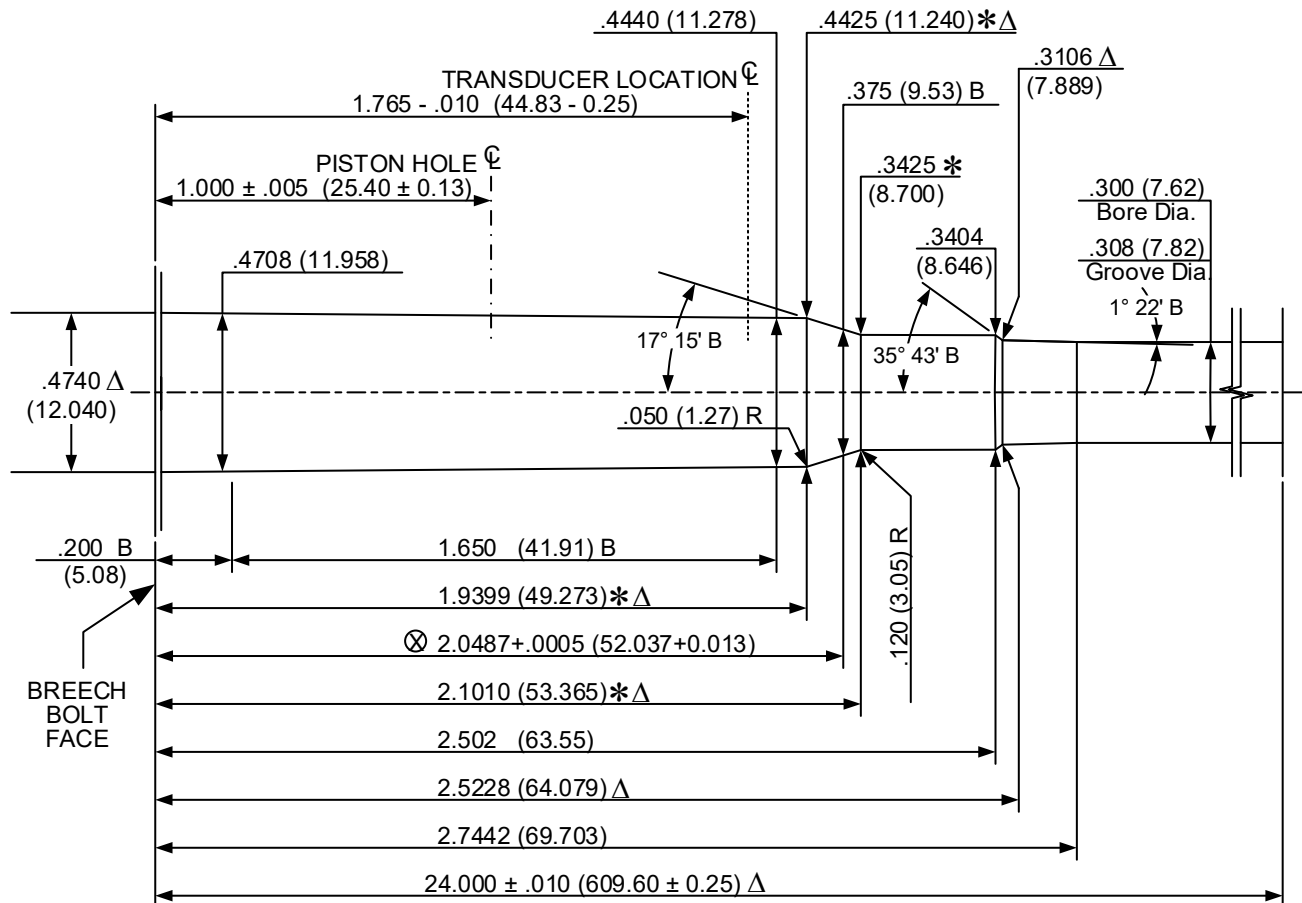 .4440 (11.278)
.4425 (11.240)✻Δ
.3106 Δ
(7.889)
TRANSDUCER LOCATION ℄
1.765 - .010 (44.83 - 0.25)
.375 (9.53) B
PISTON HOLE ℄
1.000 ± .005 (25.40 ± 0.13)
.3425 ✻
(8.700)
.300 (7.62)
Bore Dia.
.3404
(8.646)
.308 (7.82)
Groove Dia.
.4708 (11.958)
1° 22' B
17° 15' B
35° 43' B
.4740 Δ
(12.040)
.050 (1.27) R
.200 B
(5.08)
1.650 (41.91) B
.120 (3.05) R
1.9399 (49.273)✻Δ
⊗ 2.0487+.0005 (52.037+0.013)
BREECH
BOLT
FACE
2.1010 (53.365)✻Δ
2.502 (63.55)
2.5228 (64.079) Δ
2.7442 (69.703)
24.000 ± .010 (609.60 ± 0.25) Δ